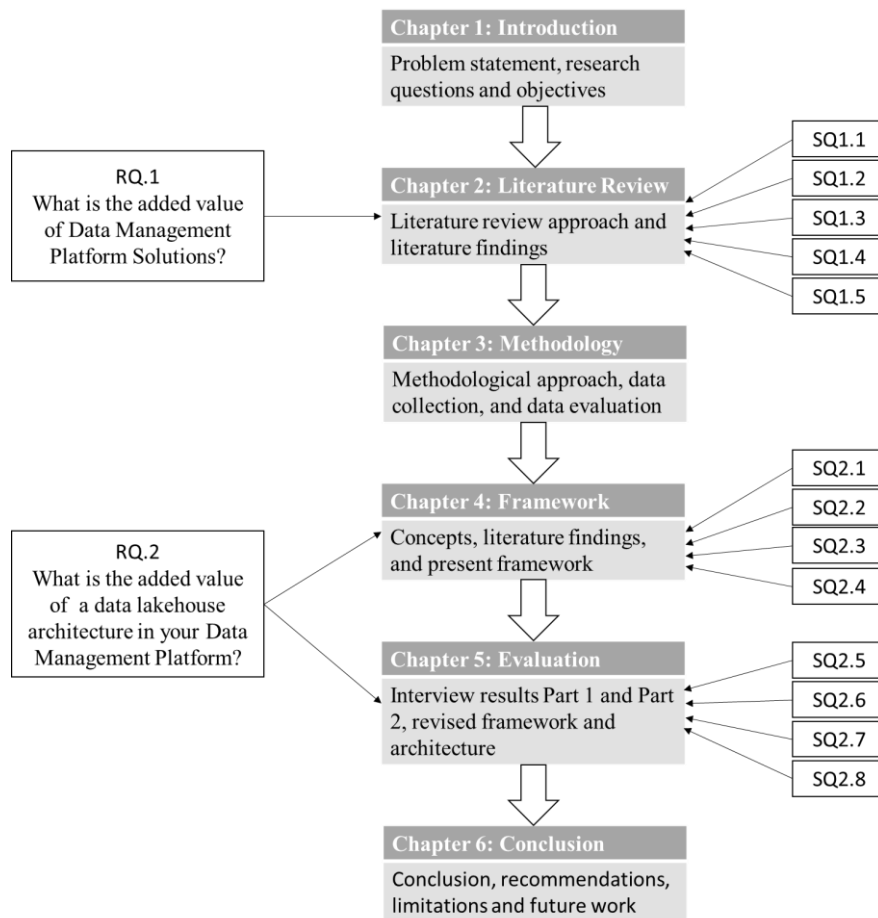 Chapter 1: Introduction
Problem statement, research
questions and objectives
RQ.1
What is the added value
of Data Management
Platform Solutions?
Chapter 2: Literature Review
Literature review approach and
literature findings
SQ1.1
SQ1.2
SQ1.3
SQ1.4
SQ1.5
Chapter 3: Methodology
Methodological approach, data
collection, and data evaluation
RQ.2
What is the added value
of a data lakehouse
architecture in your Data
Management Platform?
Chapter 4: Framework
Concepts, literature findings,
and present framework
SQ2.1
SQ2.2
SQ2.3
SQ2.4
Chapter 5: Evaluation
Interview results Part 1 and Part
2, revised framework and
architecture
SQ2.5
SQ2.6
SQ2.7
SQ2.8
Chapter 6: Conclusion
Conclusion, recommendations,
limitations and future work